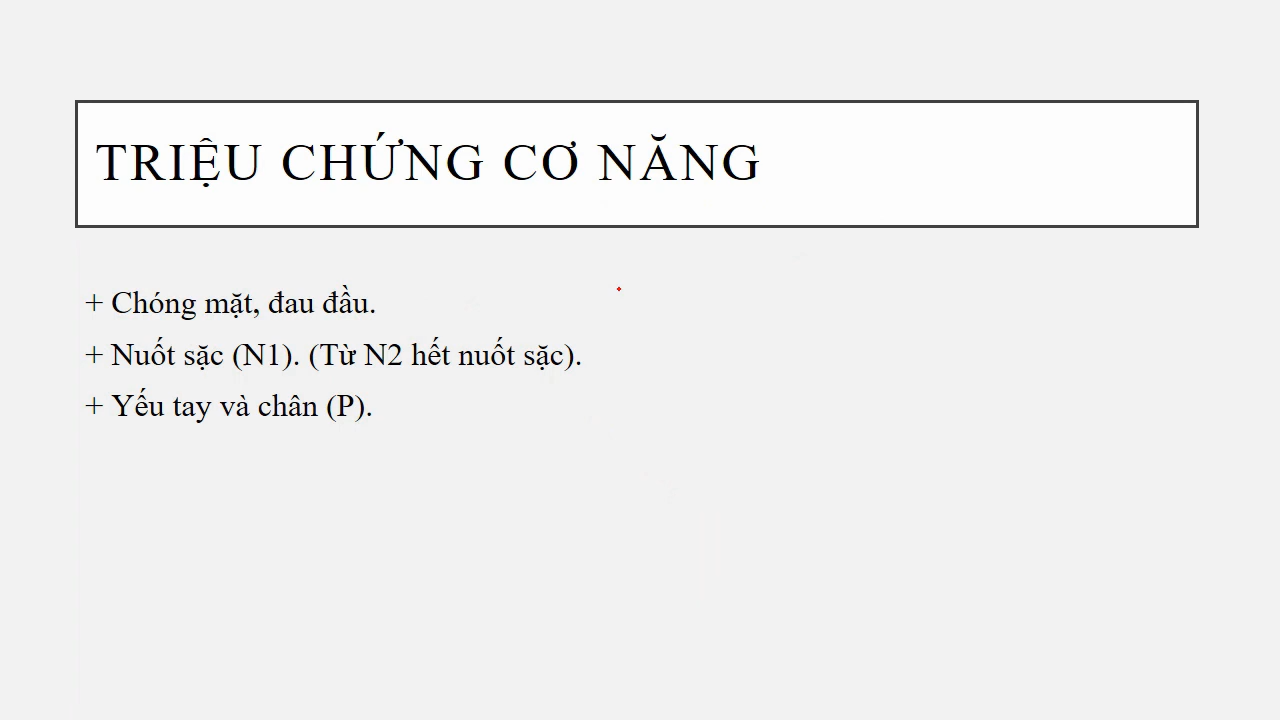 TRIỆU CHỨNG CƠ NĂNG
+ Chóng mặt, đau đầu.
+ Nuốt sặc (N1). (Từ N2 hết nuốt sặc).
+ Yếu tay và chân (P).